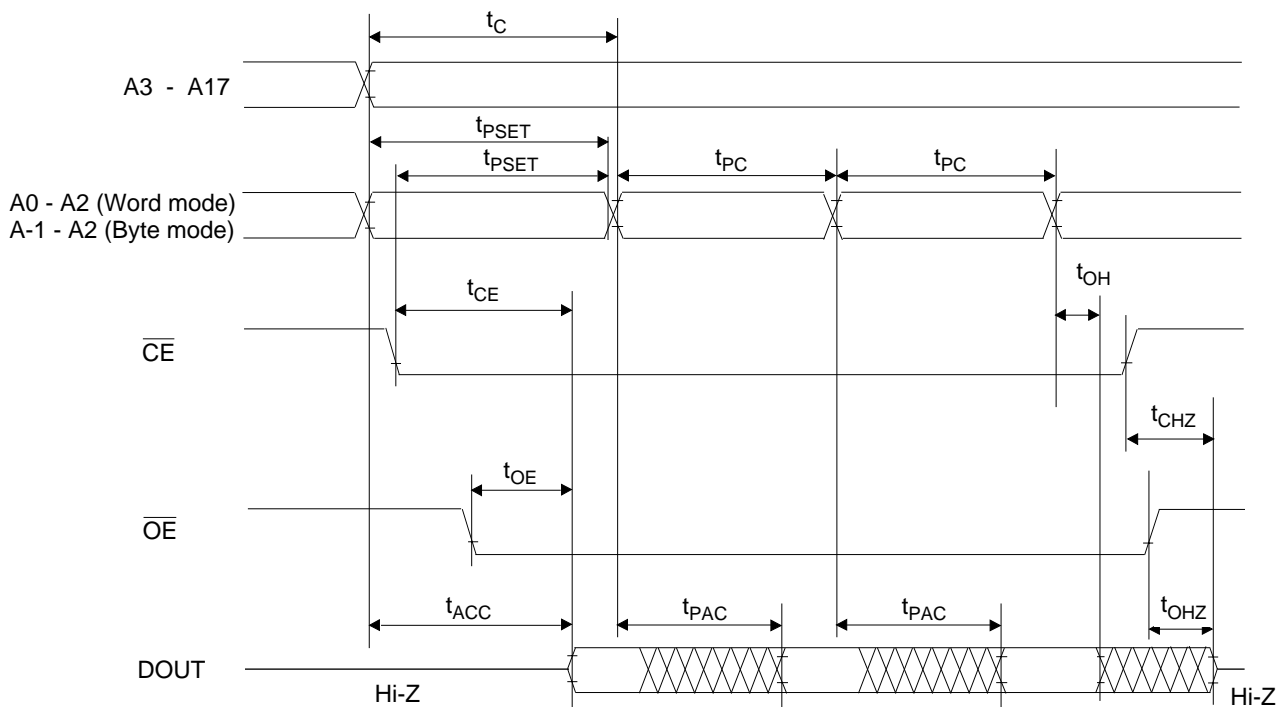 tC
A3 - A17
tPSET
tPSET
tPC
tPC
A0 - A2 (Word mode)
A-1 - A2 (Byte mode)
tOH
tCE
CE
tCHZ
tOE
OE
tACC
tPAC
tPAC
tOHZ
DOUT
Hi-Z
Hi-Z